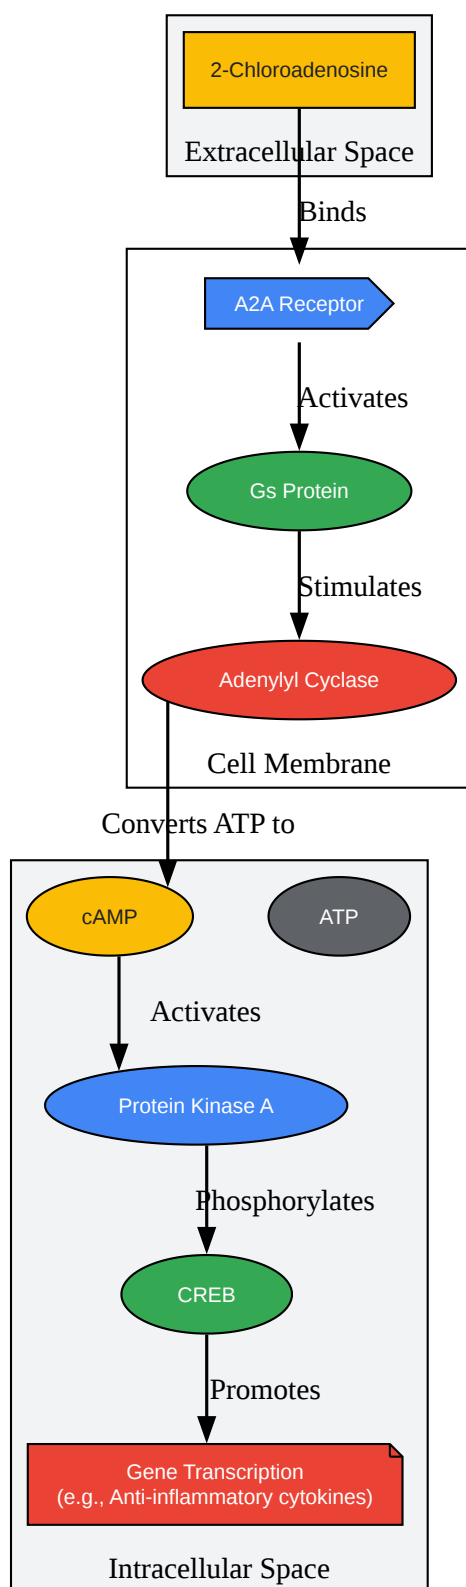 2-Chloroadenosine
Extracellular Space
Binds
A2A Receptor
Activates
Gs Protein
Stimulates
Adenylyl Cyclase
Cell Membrane
Converts ATP to
cAMP
ATP
Activates
Protein Kinase A
Phosphorylates
CREB
Promotes
Gene Transcription
(e.g., Anti-inflammatory cytokines)
Intracellular Space